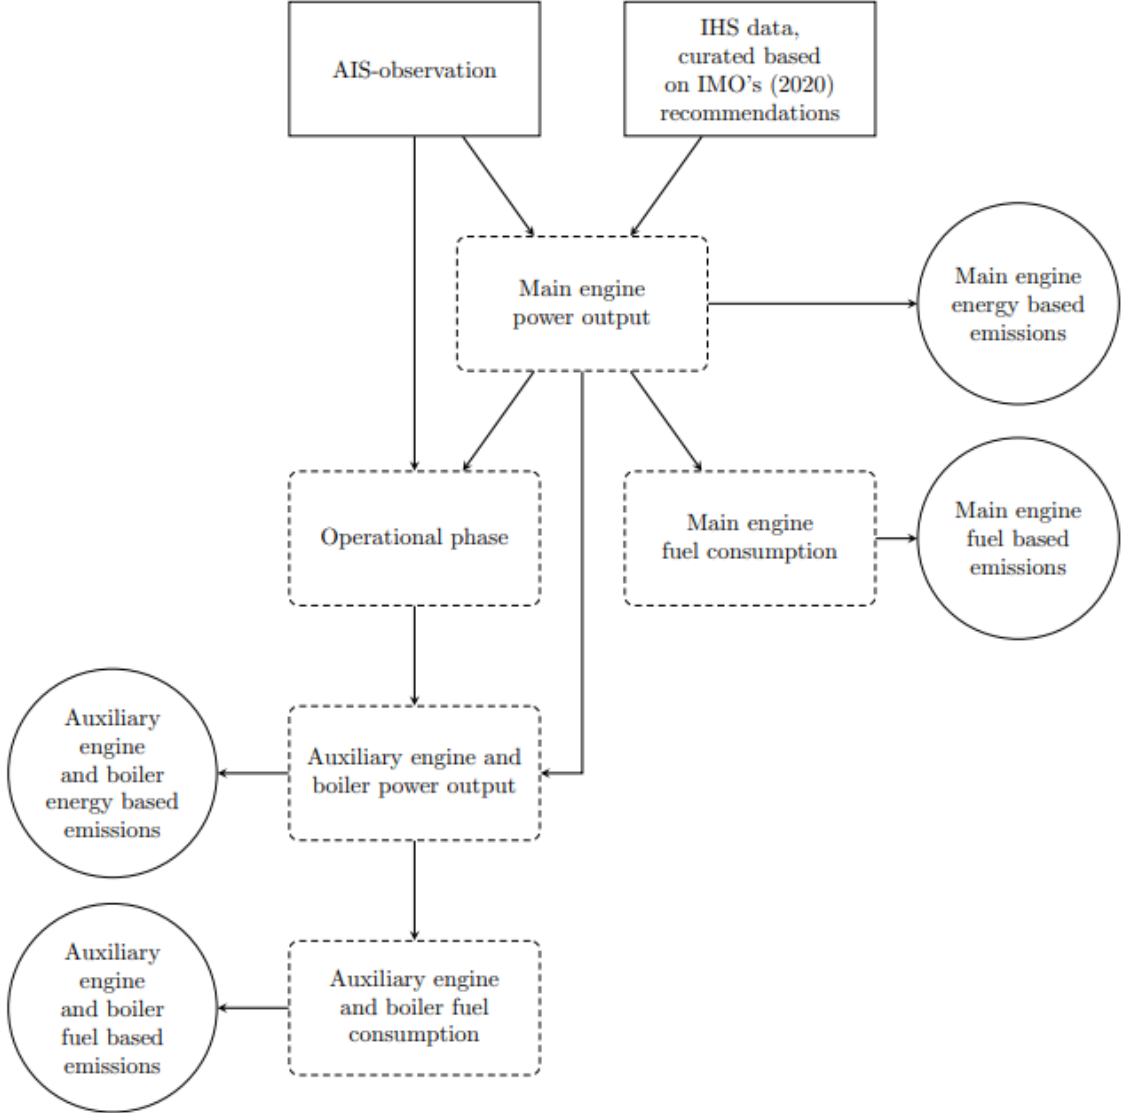 AIS-observation
IHS data,
curated based
on IMO's (2020)
recommendations
Main engine
power output
Main engine
energy based
emissions
Operational phase
Main engine
fuel consumption
Main engine
fuel based
emissions
Auxiliary
engine
and boiler
energy based
emissions
Auxiliary engine and
boiler power output
Auxiliary
engine
and boiler
fuel based
emissions
Auxiliary engine
and boiler fuel
consumption